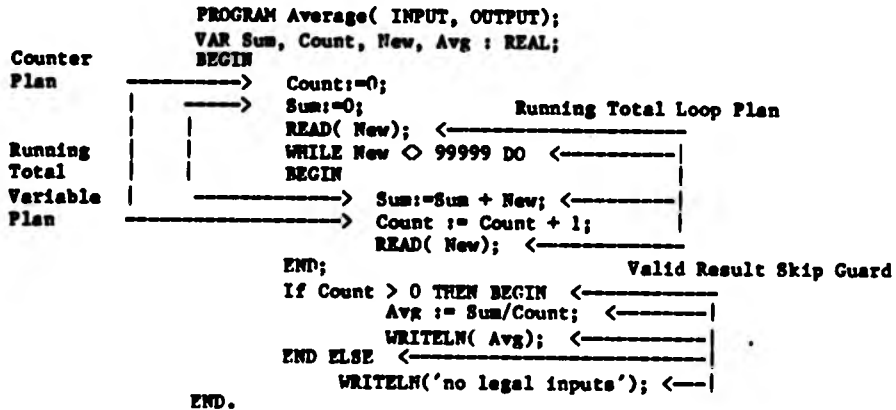 PROGRAM Average( INPUT, OUTPUT);
VAR Sum, Count, New, Avg : REAL;
Counter BEGIN
Plan Count:=0;
Sum:=0; Running Total Loop Plan
READ( New);
Running WHILE New <> 99999 DO
Total BEGIN
Variable Sum:=Sum + New;
Plan Count := Count + 1;
READ( New);
END; Valid Result Skip Guard
If Count > 0 THEN BEGIN
Avg := Sum/Count;
WRITELN( Avg);
END ELSE
WRITELN('no legal inputs');
END.